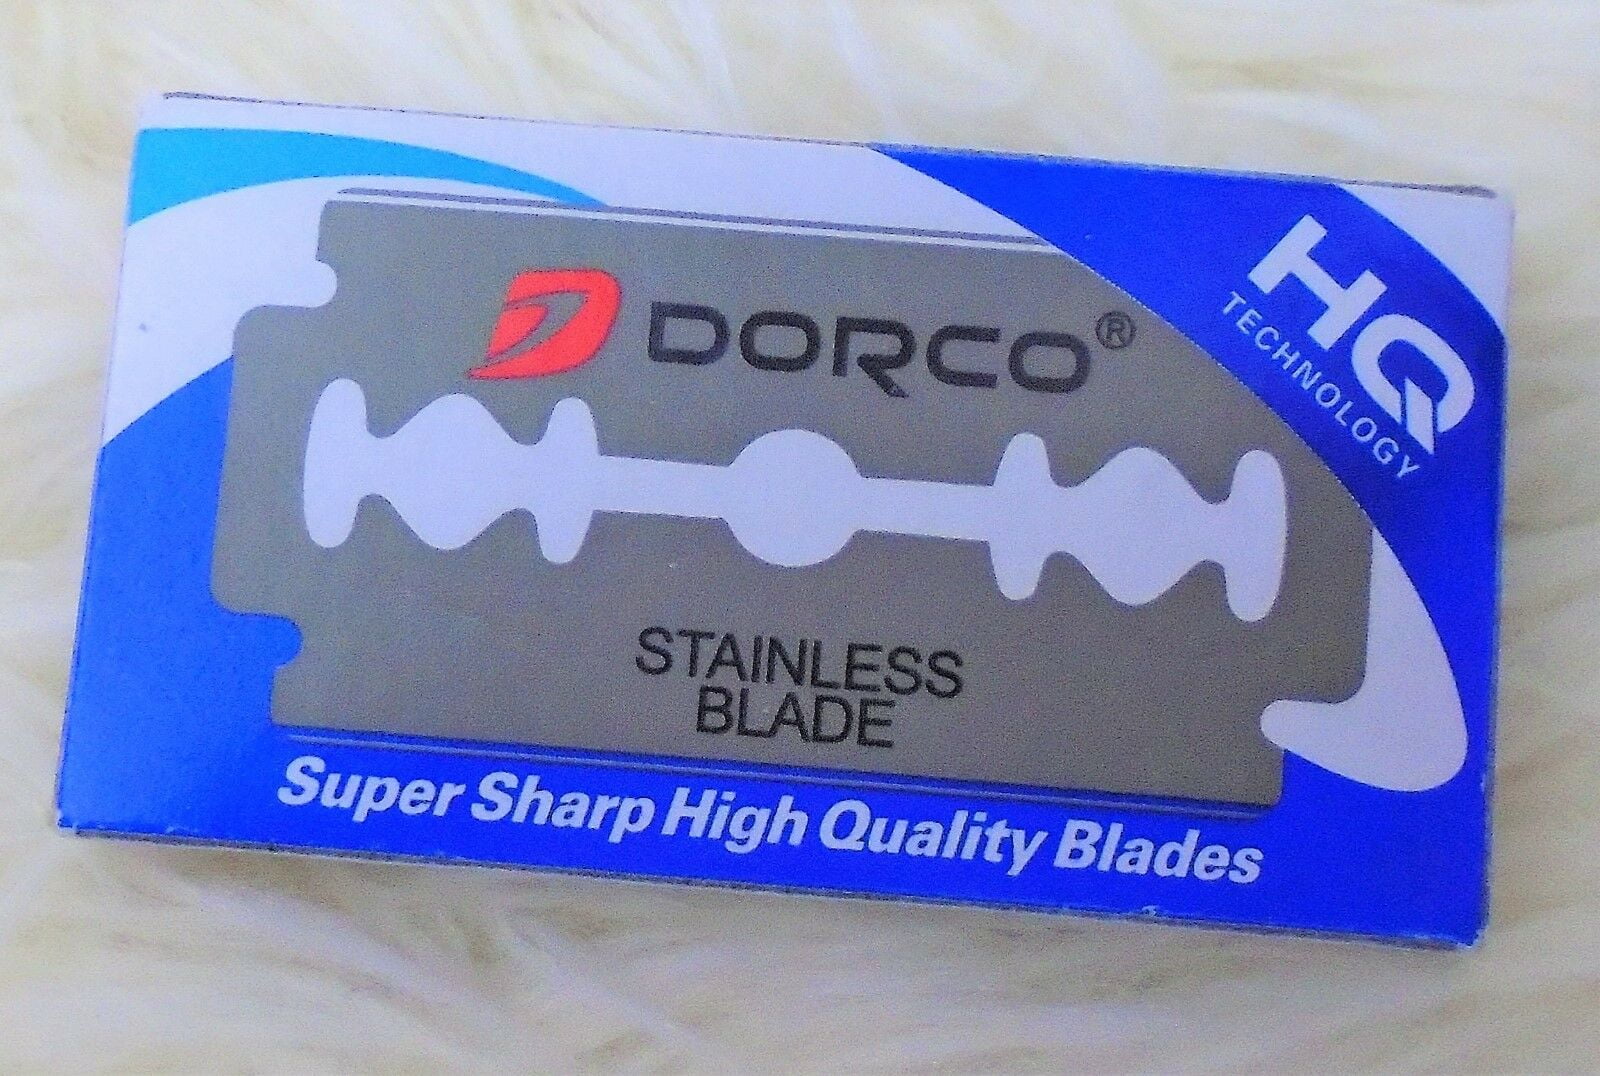 DORCO®
HQ
TECHNOLOGY
STAINLESS
BLADE
Super Sharp High Quality Blades